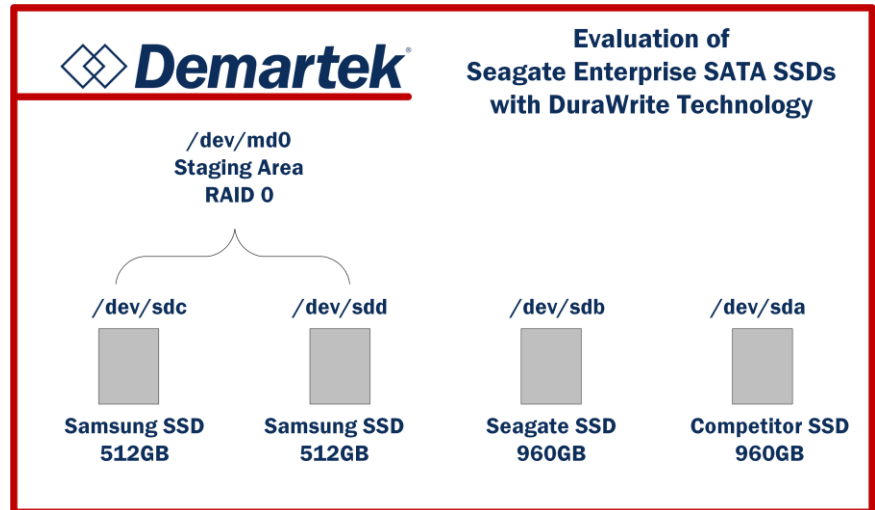 Demartek
Evaluation of
Seagate Enterprise SATA SSDs
with DuraWrite Technology
/dev/md0
Staging Area
RAID 0
/dev/sdc
/dev/sdd
/dev/sdb
/dev/sda
Samsung SSD
512GB
Samsung SSD
512GB
Seagate SSD
960GB
Competitor SSD
960GB